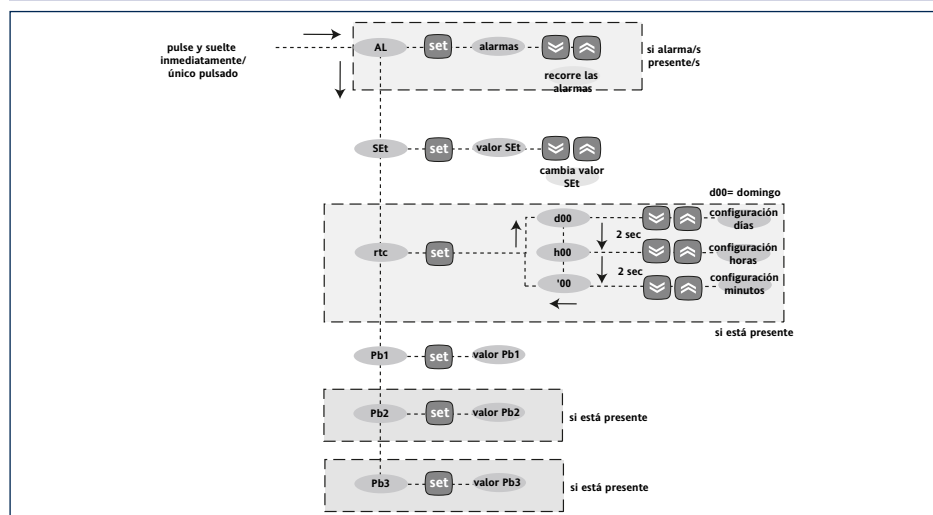 pulse y suelte
inmediatamente/
único pulsado
AL
set
alarmas
recorre las
alarmas
si alarma/s
presente/s
SEt
set
valor SEt
cambia valor
SEt
d00= domingo
rtc
set
d00
2 sec
configuración
días
h00
2 sec
configuración
horas
'00
configuración
minutos
si está presente
Pb1
set
valor Pb1
Pb2
set
valor Pb2
si está presente
Pb3
set
valor Pb3
si está presente